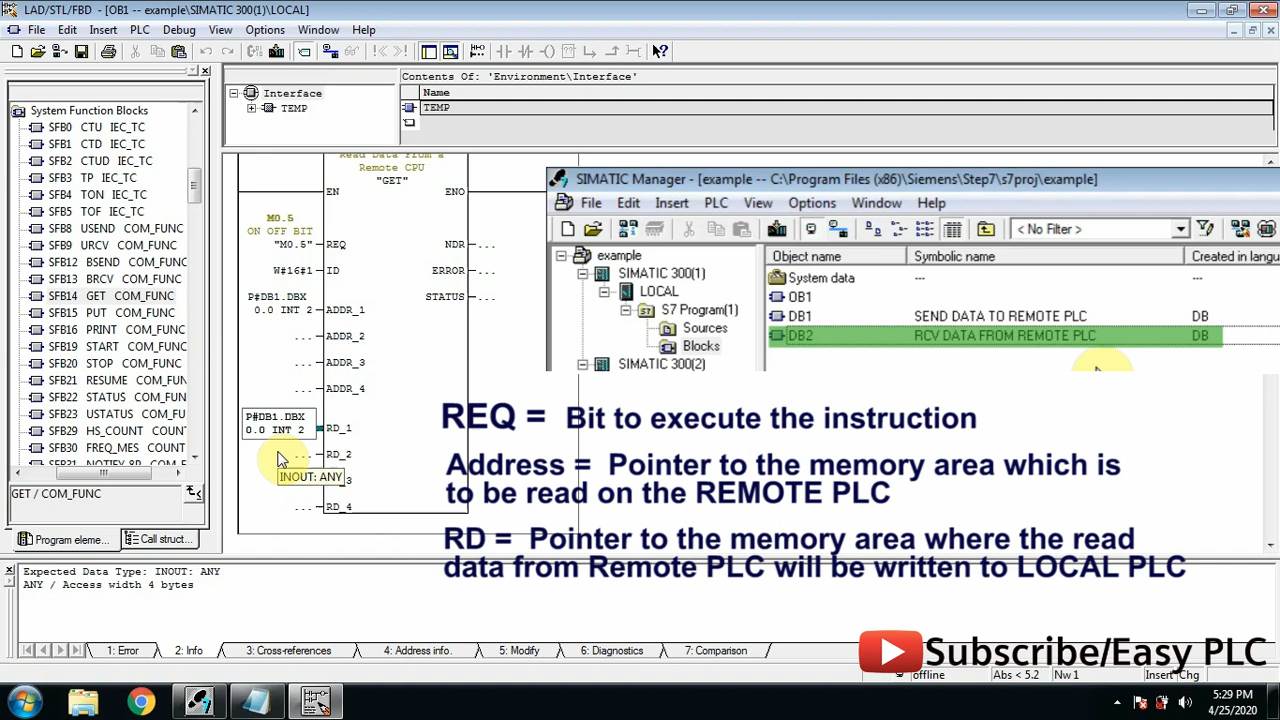 LAD/STL/FBD - [OB1 -- example\SIMATIC 300(1)\LOCAL]
File Edit Insert PLC Debug View Options Window Help
System Function Blocks
SFB0 CTU IEC_TC
SFB1 CTD IEC_TC
SFB2 CTUD IEC_TC
SFB3 TP IEC_TC
SFB4 TON IEC_TC
SFB5 TOF IEC_TC
SFB8 USEND COM_FUNC
SFB9 URCV COM_FUNC
SFB12 BSEND COM_FUNC
SFB13 BRCV COM_FUNC
SFB14 GET COM_FUNC
SFB15 PUT COM_FUNC
SFB16 PRINT COM_FUNC
SFB19 START COM_FUNC
SFB20 STOP COM_FUNC
SFB21 RESUME COM_FUNC
SFB22 STATUS COM_FUNC
SFB23 USTATUS COM_FUNC
SFB29 HS_COUNT COUNT
SFB30 FREQ_MES COUNT
GET / COM_FUNC
Program eleme...
Call struct...
Interface
TEMP
Contents Of: 'Environment\Interface'
Name
TEMP
Read Data from a
Remote CPU
"GET"
EN ENO
M0.5
ON OFF BIT
"M0.5" REQ NDR ...
W#16#1 ID ERROR ...
P#DB1.DBX STATUS ...
0.0 INT 2 ADDR_1
... ADDR_2
... ADDR_3
... ADDR_4
P#DB1.DBX
0.0 INT 2 RD_1
... RD_2
INOUT: ANY
... RD_4
SIMATIC Manager - [example -- C:\Program Files (x86)\Siemens\Step7\s7proj\example]
File Edit Insert PLC View Options Window Help
< No Filter >
example
SIMATIC 300(1)
LOCAL
S7 Program(1)
Sources
Blocks
SIMATIC 300(2)
Object name Symbolic name Created in langu
System data --- ---
OB1
DB1 SEND DATA TO REMOTE PLC DB
DB2 RCV DATA FROM REMOTE PLC DB
REQ = Bit to execute the instruction
Address = Pointer to the memory area which is
to be read on the REMOTE PLC
RD = Pointer to the memory area where the read
data from Remote PLC will be written to LOCAL PLC
Expected Data Type: INOUT: ANY
ANY / Access width 4 bytes
1: Error 2: Info 3: Cross-references 4: Address info. 5: Modify 6: Diagnostics 7: Comparison
Subscribe/Easy PLC
offline Abs < 5.2 Nw 1 Insert Chg
5:29 PM
4/25/2020